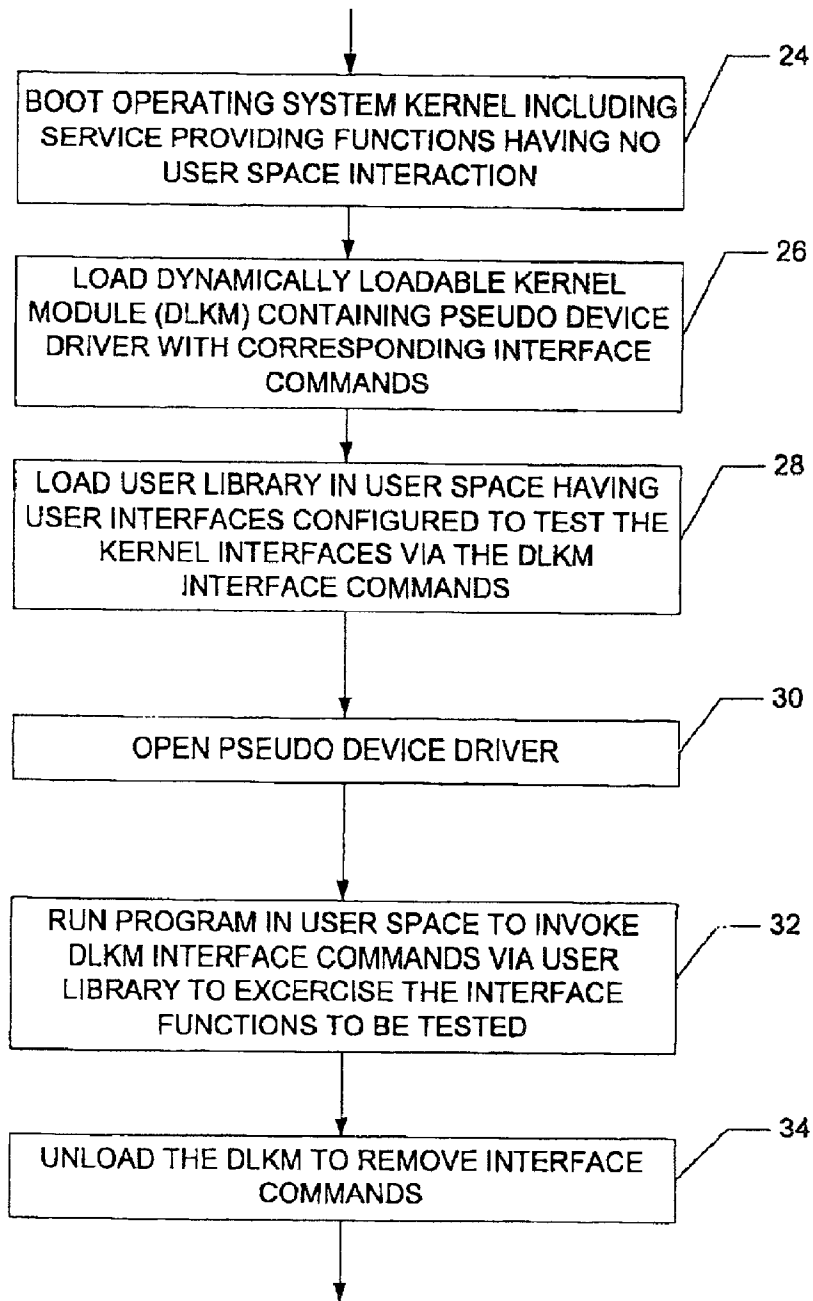 24
BOOT OPERATING SYSTEM KERNEL INCLUDING
SERVICE PROVIDING FUNCTIONS HAVING NO
USER SPACE INTERACTION
26
LOAD DYNAMICALLY LOADABLE KERNEL
MODULE (DLKM) CONTAINING PSEUDO DEVICE
DRIVER WITH CORRESPONDING INTERFACE
COMMANDS
28
LOAD USER LIBRARY IN USER SPACE HAVING
USER INTERFACES CONFIGURED TO TEST THE
KERNEL INTERFACES VIA THE DLKM
INTERFACE COMMANDS
30
OPEN PSEUDO DEVICE DRIVER
32
RUN PROGRAM IN USER SPACE TO INVOKE
DLKM INTERFACE COMMANDS VIA USER
LIBRARY TO EXCERCISE THE INTERFACE
FUNCTIONS TO BE TESTED
34
UNLOAD THE DLKM TO REMOVE INTERFACE
COMMANDS